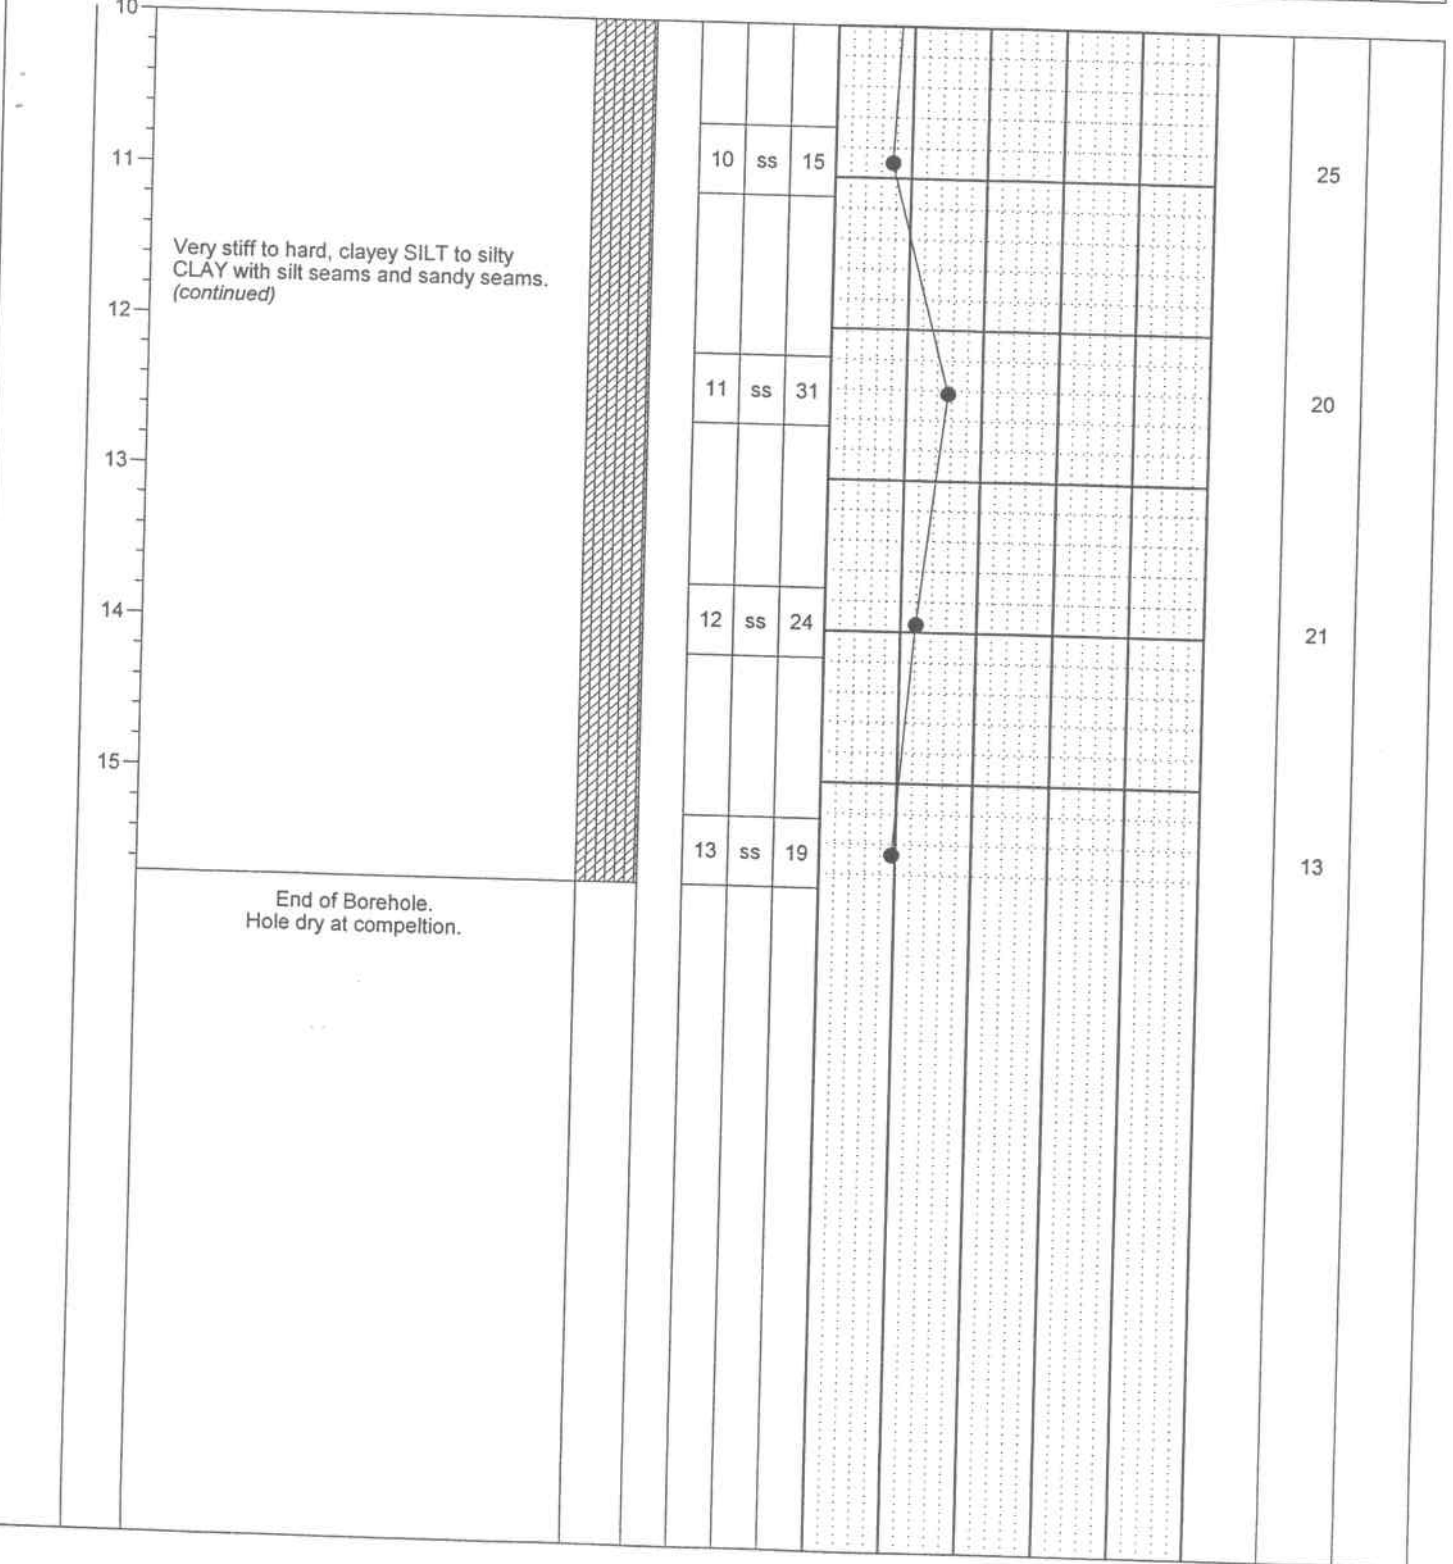 10
10 ss 15
11
25
Very stiff to hard, clayey SILT to silty
CLAY with silt seams and sandy seams.
(continued)
12
11 ss 31
20
13
14
12 ss 24
21
15
13 ss 19
13
End of Borehole.
Hole dry at compeltion.